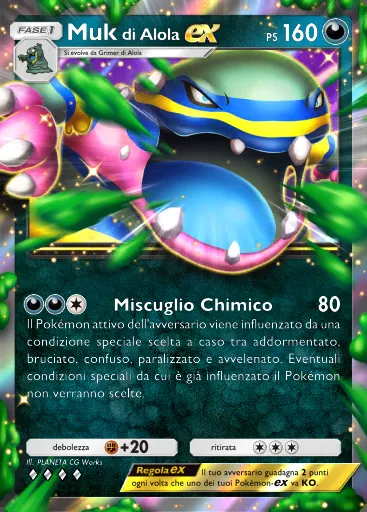 FASE 1
Muk di Alola ex PS 160
Si evolve da Grimer di Alola
Miscuglio Chimico 80
Il Pokémon attivo dell'avversario viene influenzato da una
condizione speciale scelta a caso tra addormentato,
bruciato, confuso, paralizzato e avvelenato. Eventuali
condizioni speciali da cui è già influenzato il Pokémon
non verranno scelte.
debolezza +20 ritirata
Ill. PLANETA CG Works
Regola ex Il tuo avversario guadagna 2 punti
ogni volta che uno dei tuoi Pokémon-ex va KO.